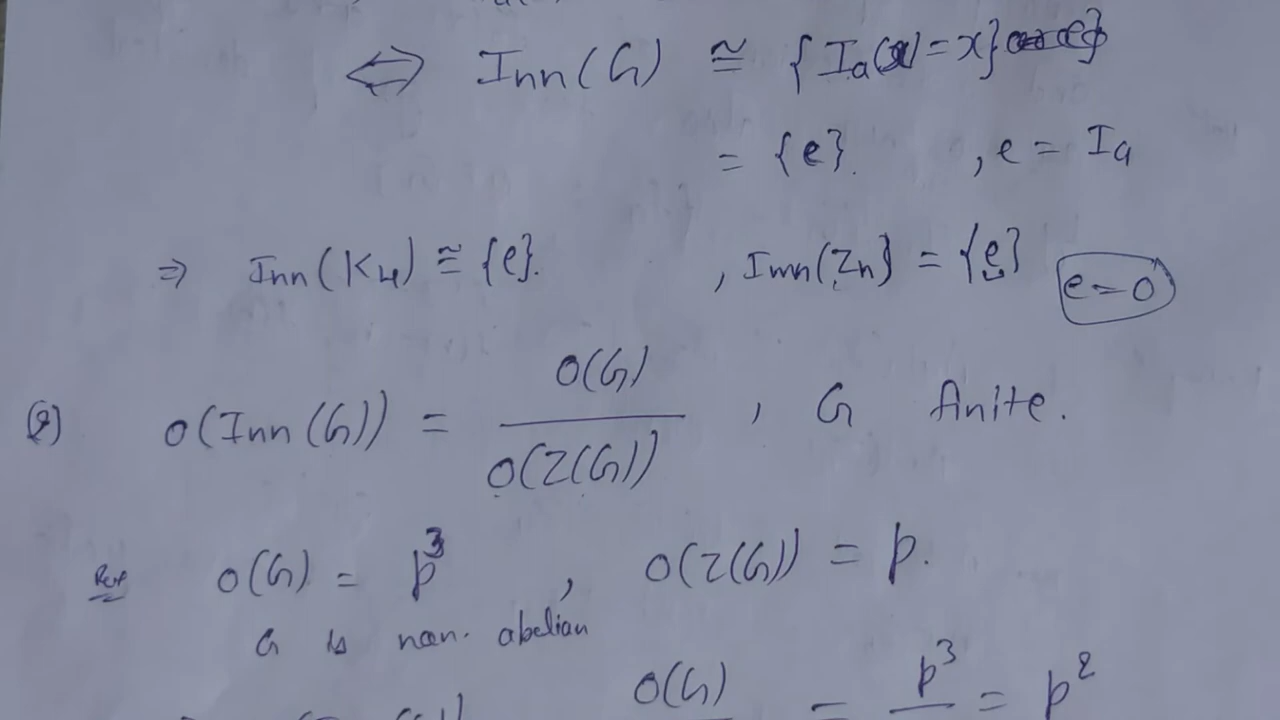 ⇔ Inn(G) ≅ {Ia(x)=x}
= {e}. , e = Ia
⇒ Inn(K4) ≅ {e}. , Inn(Zn) = {e} e=0
(2) O(Inn(G)) = O(G) / O(Z(G)) , G finite.
O(G) = p³ , O(Z(G)) = p.
G is non. abelian
O(G) = p³ = p²